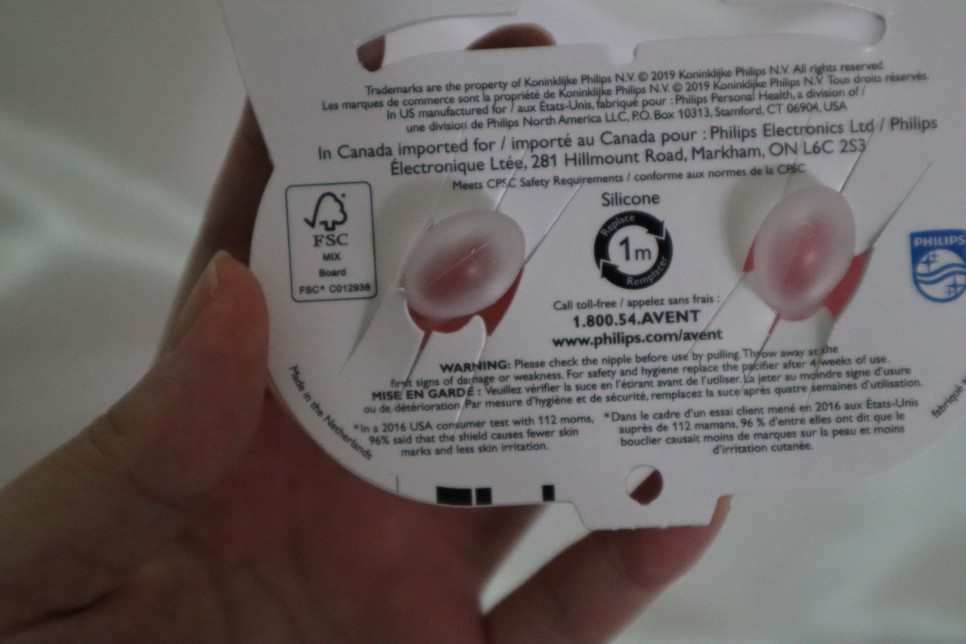 Trademarks are the property of Koninklijke Philips N.V. © 2019 Koninklijke Philips N.V. All rights reserved.
Les marques de commerce sont la propriété de Koninklijke Philips N.V. © 2019 Koninklijke Philips N.V. Tous droits réservés.
In US manufactured for / aux États-Unis, fabriqué pour : Philips Personal Health, a division of /
une division de Philips North America LLC, P.O. Box 10313, Stamford, CT 06904, USA
In Canada imported for / importé au Canada pour : Philips Electronics Ltd / Philips
Électronique Ltée, 281 Hillmount Road, Markham, ON L6C 2S3
Meets CPSC Safety Requirements / conforme aux normes de la CPSC
FSC
MIX
Board
FSC® C012938
Silicone
Replace
1m
Remplacer
PHILIPS
Call toll-free / appelez sans frais :
1.800.54.AVENT
www.philips.com/avent
WARNING: Please check the nipple before use by pulling. Throw away at the
first signs of damage or weakness. For safety and hygiene replace the pacifier after 4 weeks of use.
MISE EN GARDE : Veuillez vérifier la suce en l'étirant avant de l'utiliser. La jeter au moindre signe d'usure
ou de détérioration. Par mesure d'hygiène et de sécurité, remplacez la suce après quatre semaines d'utilisation.
Made in the Netherlands
*In a 2016 USA consumer test with 112 moms,
96% said that the shield causes fewer skin
marks and less skin irritation.
*Dans le cadre d'un essai client mené en 2016 aux États-Unis
auprès de 112 mamans, 96 % d'entre elles ont dit que le
bouclier causait moins de marques sur la peau et moins
d'irritation cutanée.
fabriqué